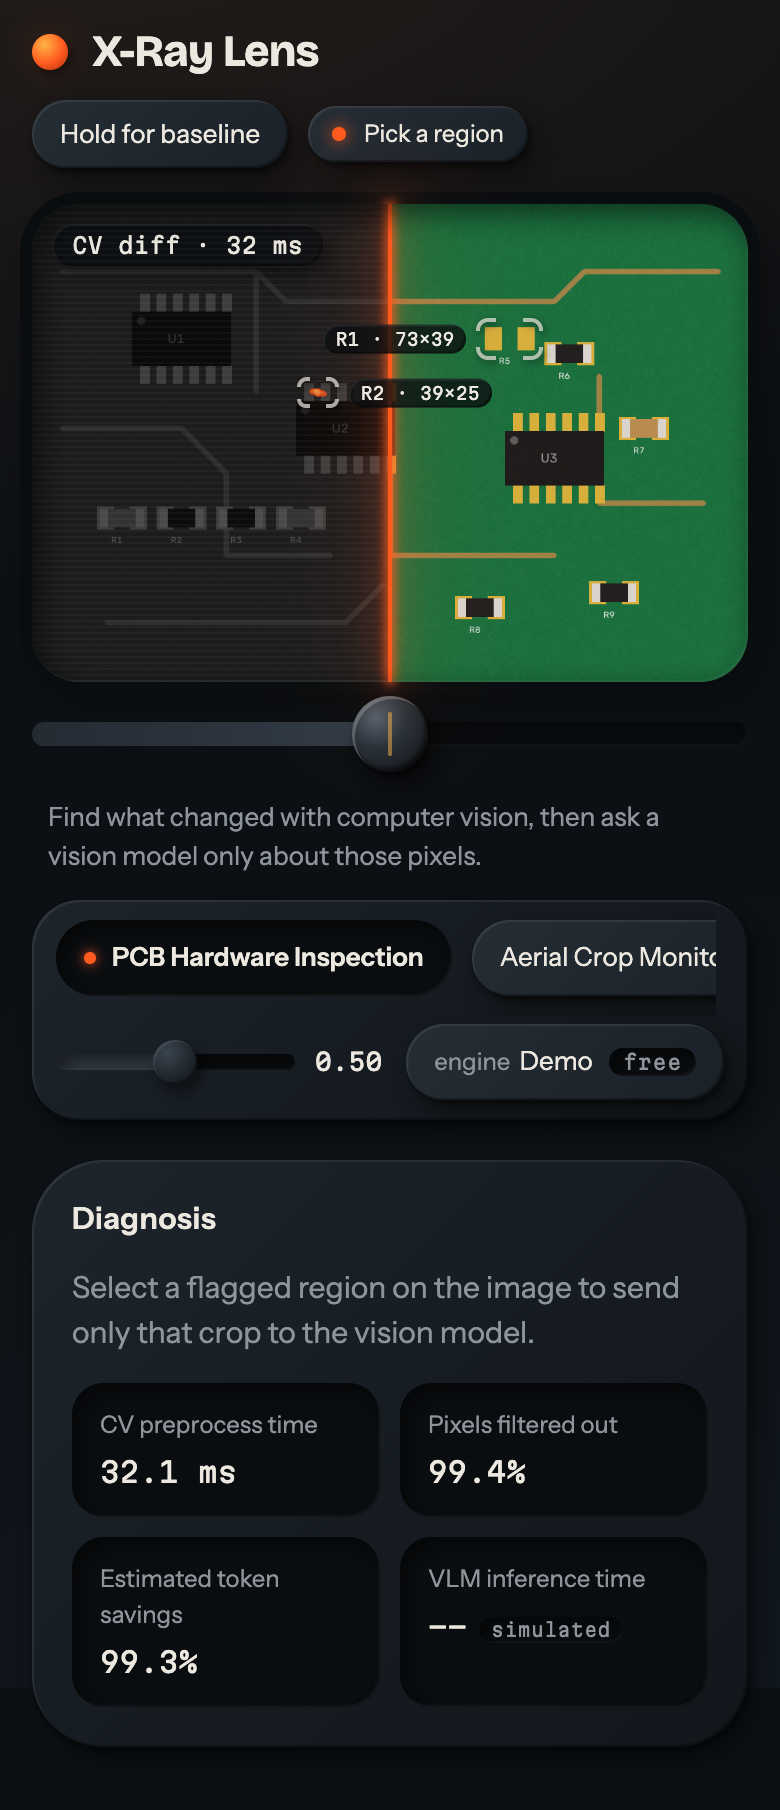 X-Ray Lens
Hold for baseline
Pick a region
CV diff · 32 ms
U1
R1 · 73×39
R5
R6
R2 · 39×25
U2
U3
R7
R1
R2
R3
R4
R8
R9
Find what changed with computer vision, then ask a
vision model only about those pixels.
PCB Hardware Inspection
Aerial Crop Monito
0.50
engine Demo free
Diagnosis
Select a flagged region on the image to send
only that crop to the vision model.
CV preprocess time
32.1 ms
Pixels filtered out
99.4%
Estimated token
savings
99.3%
VLM inference time
—— simulated